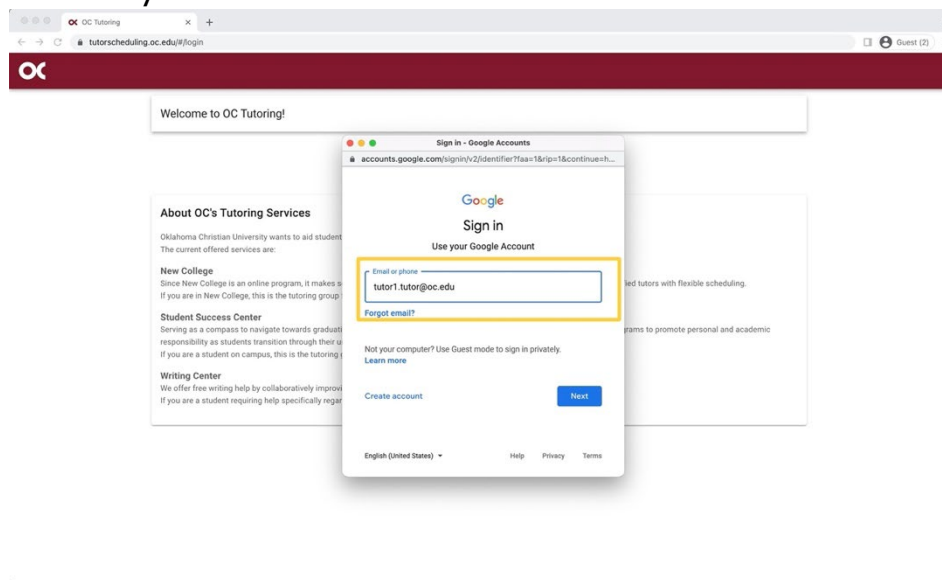 OC Tutoring
tutorscheduling.oc.edu/#/login
Guest (2)
OC
Welcome to OC Tutoring!
Sign in - Google Accounts
accounts.google.com/signin/v2/identifier?faa=1&rip=1&continue=h...
Google
Sign in
Use your Google Account
Email or phone
tutor1.tutor@oc.edu
Forgot email?
Not your computer? Use Guest mode to sign in privately.
Learn more
Create account
Next
English (United States)
Help Privacy Terms
About OC's Tutoring Services
Oklahoma Christian University wants to aid student
The current offered services are:
New College
Since New College is an online program, it makes s
ied tutors with flexible scheduling.
If you are in New College, this is the tutoring group
Student Success Center
Serving as a compass to navigate towards graduati
grams to promote personal and academic
responsibility as students transition through their u
If you are a student on campus, this is the tutoring
Writing Center
We offer free writing help by collaboratively improvi
If you are a student requiring help specifically regar